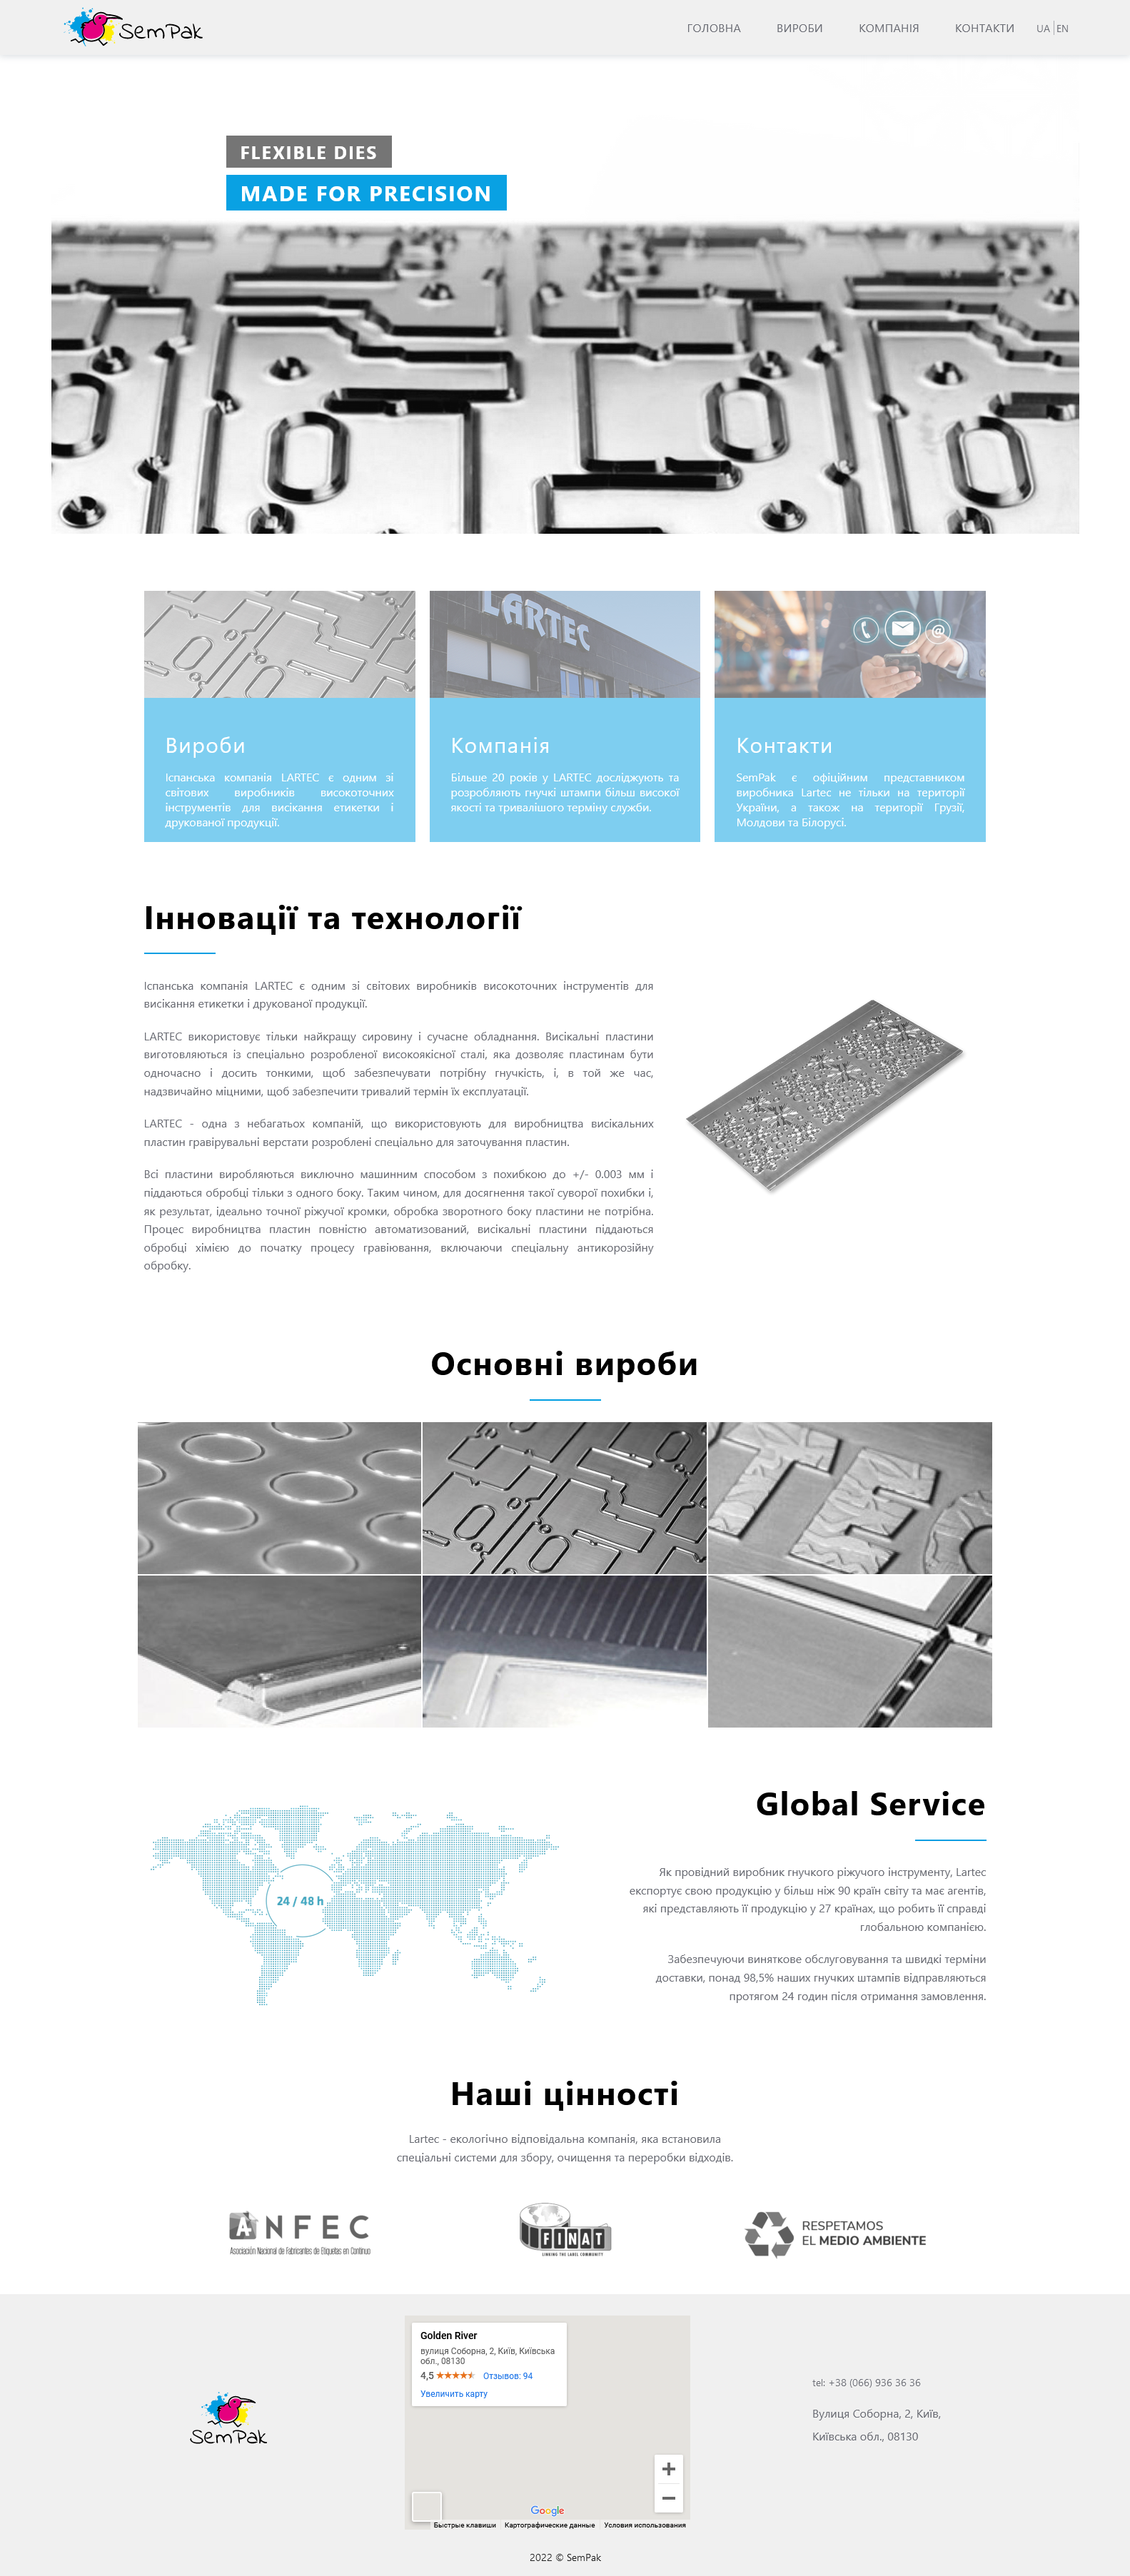 SemPak
ГОЛОВНА
ВИРОБИ
КОМПАНІЯ
КОНТАКТИ
UA
EN
FLEXIBLE DIES
MADE FOR PRECISION
LARTEC
Вироби
Іспанська компанія LARTEC є одним зі
світових виробників високоточних
інструментів для висікання етикетки і
друкованої продукції.
Компанія
Більше 20 років у LARTEC досліджують та
розробляють гнучкі штампи більш високої
якості та тривалішого терміну служби.
Контакти
SemPak є офіційним представником
виробника Lartec не тільки на території
України, а також на території Грузії,
Молдови та Білорусі.
Інновації та технології
Іспанська компанія LARTEC є одним зі світових виробників високоточних інструментів для
висікання етикетки і друкованої продукції.
LARTEC використовує тільки найкращу сировину і сучасне обладнання. Висікальні пластини
виготовляються із спеціально розробленої високоякісної сталі, яка дозволяє пластинам бути
одночасно і досить тонкими, щоб забезпечувати потрібну гнучкість, і, в той же час,
надзвичайно міцними, щоб забезпечити тривалий термін їх експлуатації.
LARTEC - одна з небагатьох компаній, що використовують для виробництва висікальних
пластин гравірувальні верстати розроблені спеціально для заточування пластин.
Всі пластини виробляються виключно машинним способом з похибкою до +/- 0.003 мм і
піддаються обробці тільки з одного боку. Таким чином, для досягнення такої суворої похибки і,
як результат, ідеально точної ріжучої кромки, обробка зворотного боку пластини не потрібна.
Процес виробництва пластин повністю автоматизований, висікальні пластини піддаються
обробці хімією до початку процесу гравіювання, включаючи спеціальну антикорозійну
обробку.
Основні вироби
24 / 48 h
Global Service
Як провідний виробник гнучкого ріжучого інструменту, Lartec
експортує свою продукцію у більш ніж 90 країн світу та має агентів,
які представляють її продукцію у 27 країнах, що робить її справді
глобальною компанією.
Забезпечуючи виняткове обслуговування та швидкі терміни
доставки, понад 98,5% наших гнучких штампів відправляються
протягом 24 годин після отримання замовлення.
Наші цінності
Lartec - екологічно відповідальна компанія, яка встановила
спеціальні системи для збору, очищення та переробки відходів.
ANFEC
Asociación Nacional de Fabricantes de Etiquetas en Continuo
FINAT
LINKING THE LABEL COMMUNITY
RESPETAMOS
EL MEDIO AMBIENTE
SemPak
Golden River
вулиця Соборна, 2, Київ, Київська
обл., 08130
4,5
Отзывов: 94
Увеличить карту
Google
Быстрые клавиши
Картографические данные
Условия использования
tel: +38 (066) 936 36 36
Вулиця Соборна, 2, Київ,
Київська обл., 08130
2022 © SemPak